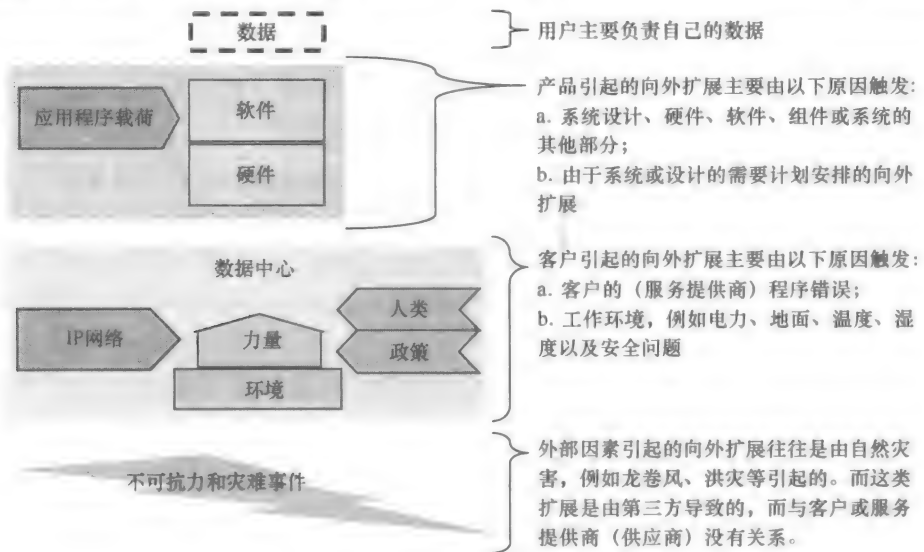 数据
用户主要负责自己的数据
应用程序载荷
软件
硬件
产品引起的向外扩展主要由以下原因触发:
a. 系统设计、硬件、软件、组件或系统的
其他部分;
b. 由于系统或设计的需要计划安排的向外
扩展
数据中心
IP网络
力量
人类
政策
环境
客户引起的向外扩展主要由以下原因触发:
a. 客户的（服务提供商）程序错误;
b. 工作环境，例如电力、地面、温度、湿
度以及安全问题
不可抗力和灾难事件
外部因素引起的向外扩展往往是由自然灾
害，例如龙卷风、洪灾等引起的。而这类
扩展是由第三方导致的，而与客户或服务
提供商（供应商）没有关系。